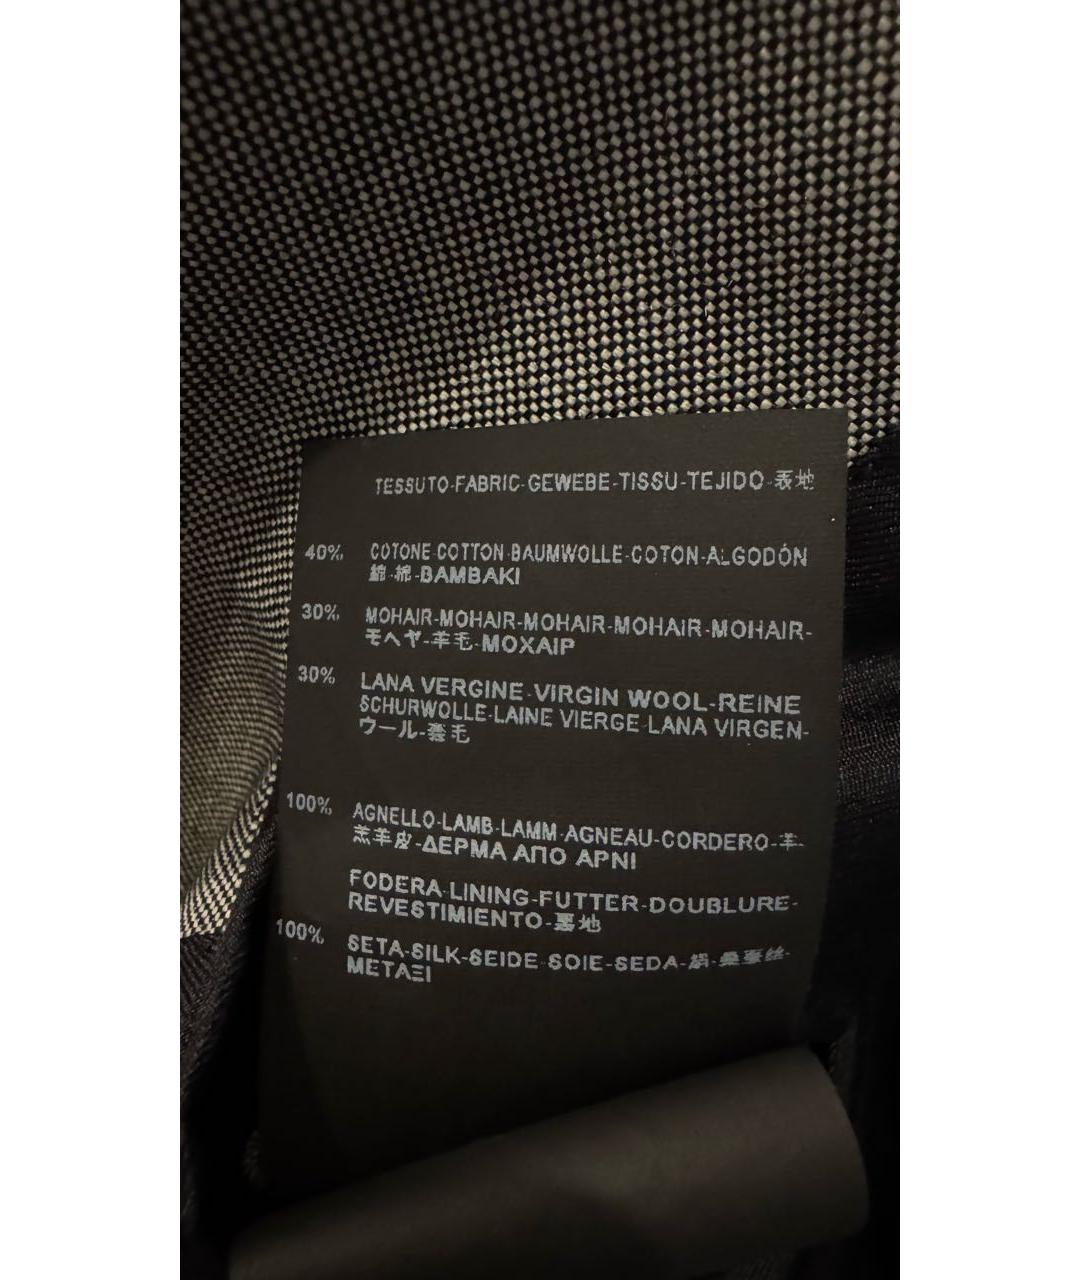 TESSUTO-FABRIC-GEWEBE-TISSU-TEJIDO-表地
40% COTONE-COTTON-BAUMWOLLE-COTON-ALGODÓN
綿-棉-BAMBAKI
30% MOHAIR-MOHAIR-MOHAIR-MOHAIR-MOHAIR-
モヘヤ-羊毛-MOXAIP
30% LANA VERGINE-VIRGIN WOOL-REINE
SCHURWOLLE-LAINE VIERGE-LANA VIRGEN-
ウール-羊毛
100% AGNELLO-LAMB-LAMM-AGNEAU-CORDERO-羊-
羔羊皮-ΔΕΡΜΑ ΑΠΟ ΑΡΝΙ
FODERA-LINING-FUTTER-DOUBLURE-
REVESTIMIENTO-裏地
100% SETA-SILK-SEIDE-SOIE-SEDA-絹-桑蚕丝-
ΜΕΤΑΞΙ